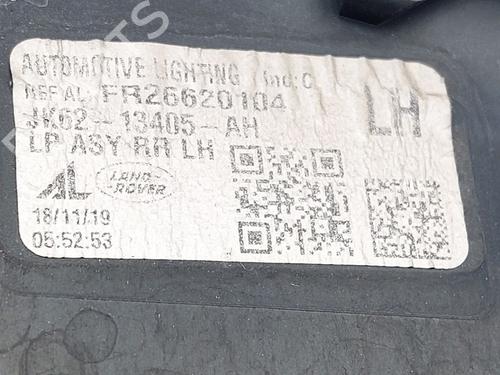 AUTOMOTIVE LIGHTING / Ind:C
REF AL: FR26620104
JK62-13405-AH
LP ASY RR LH
LH
AL
LAND-
ROVER
18/11/19
05:52:53